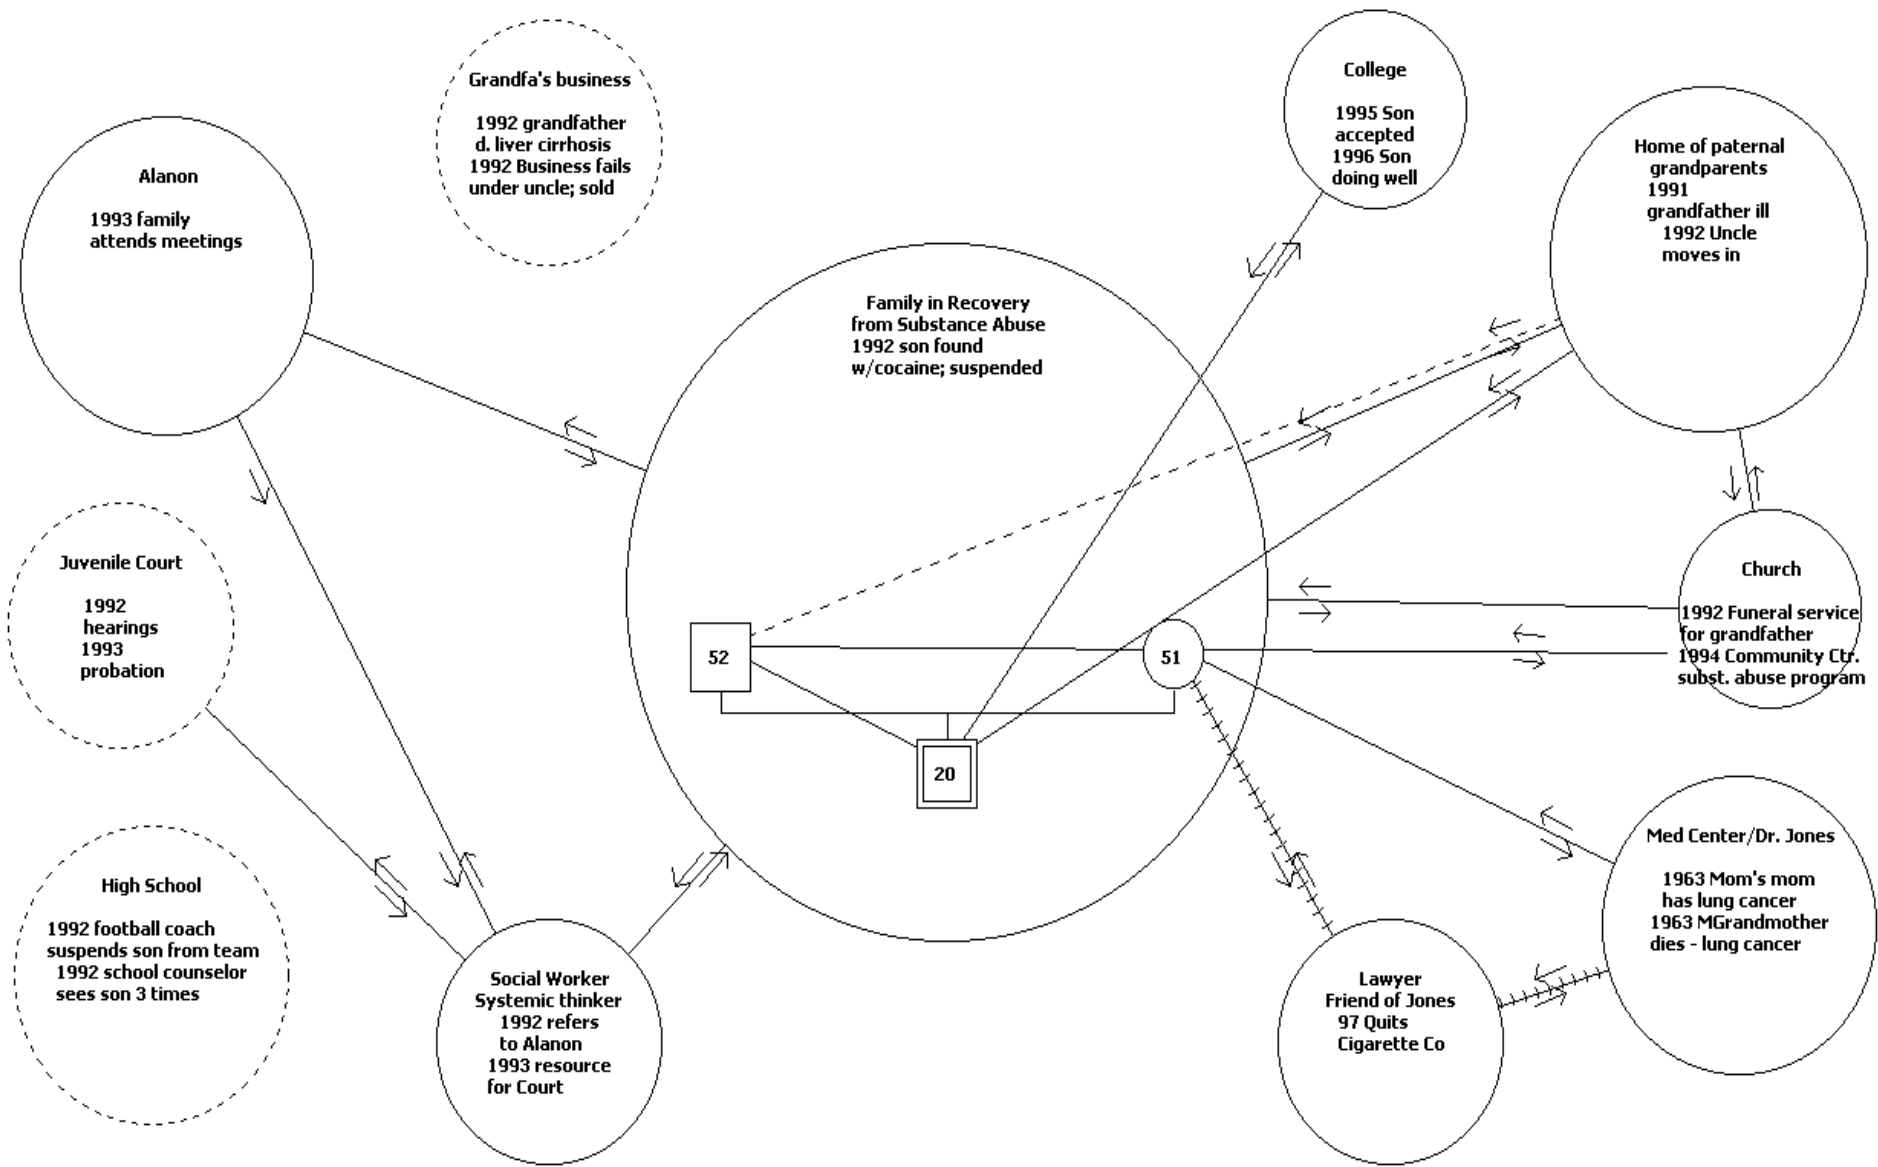 Grandfa's business
1992 grandfather
d. liver cirrhosis
1992 Business fails
under uncle; sold
College
1995 Son
accepted
1996 Son
doing well
Home of paternal
grandparents
1991
grandfather ill
1992 Uncle
moves in
Alanon
1993 family
attends meetings
Family in Recovery
from Substance Abuse
1992 son found
w/cocaine; suspended
Juvenile Court
1992
hearings
1993
probation
Church
1992 Funeral service
for grandfather
1994 Community Ctr.
subst. abuse program
52
51
20
High School
1992 football coach
suspends son from team
1992 school counselor
sees son 3 times
Social Worker
Systemic thinker
1992 refers
to Alanon
1993 resource
for Court
Lawyer
Friend of Jones
97 Quits
Cigarette Co
Med Center/Dr. Jones
1963 Mom's mom
has lung cancer
1963 MGrandmother
dies - lung cancer